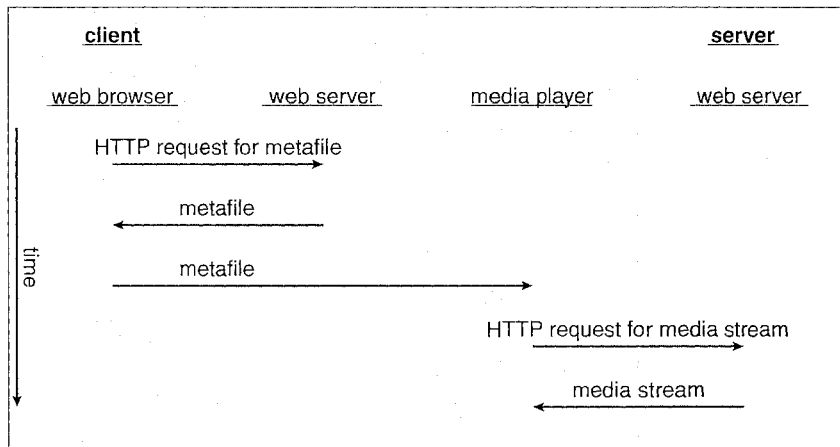 client server
web browser web server media player web server
HTTP request for metafile
metafile
metafile
time
HTTP request for media stream
media stream